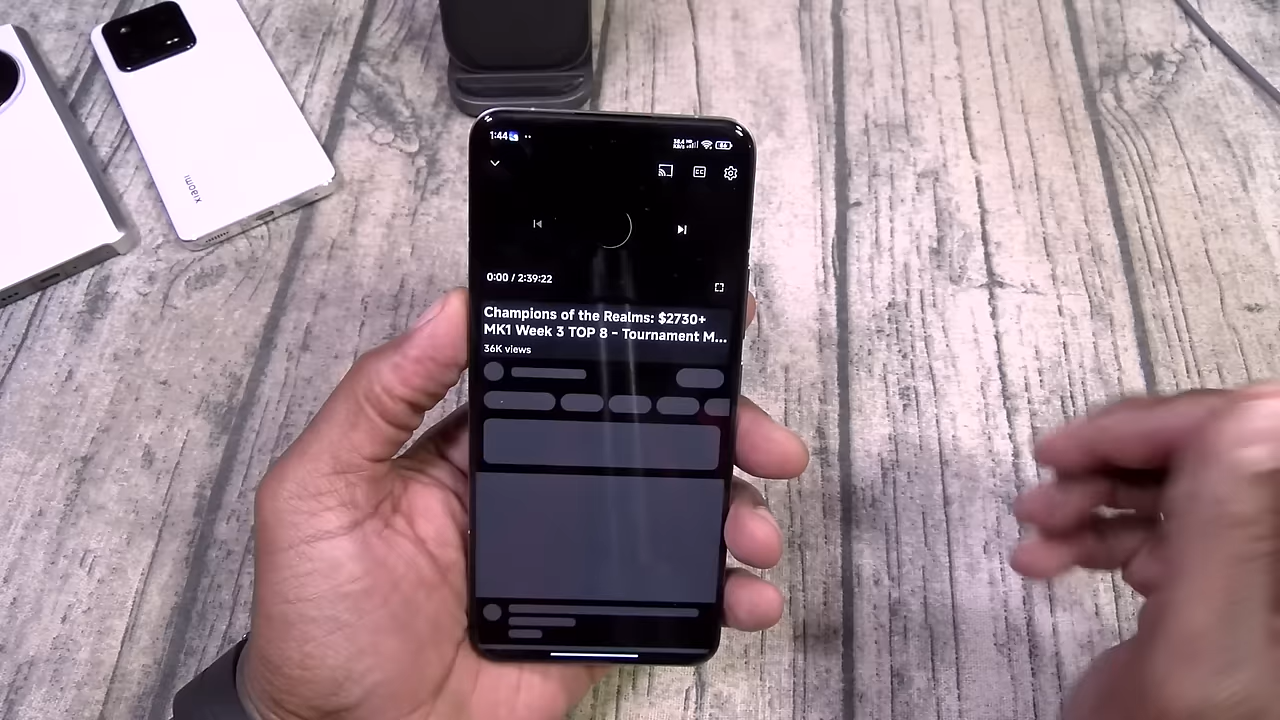 xiaomi
1:44
CC
0:00 / 2:39:22
Champions of the Realms: $2730+
MK1 Week 3 TOP 8 - Tournament M...
36K views